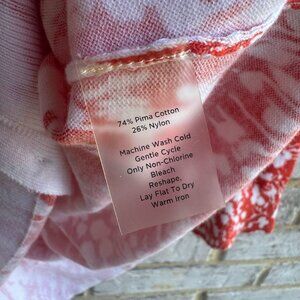 74% Pima Cotton
26% Nylon
Machine Wash Cold
Gentle Cycle
Only Non-Chlorine
Bleach
Reshape,
Lay Flat To Dry
Warm Iron